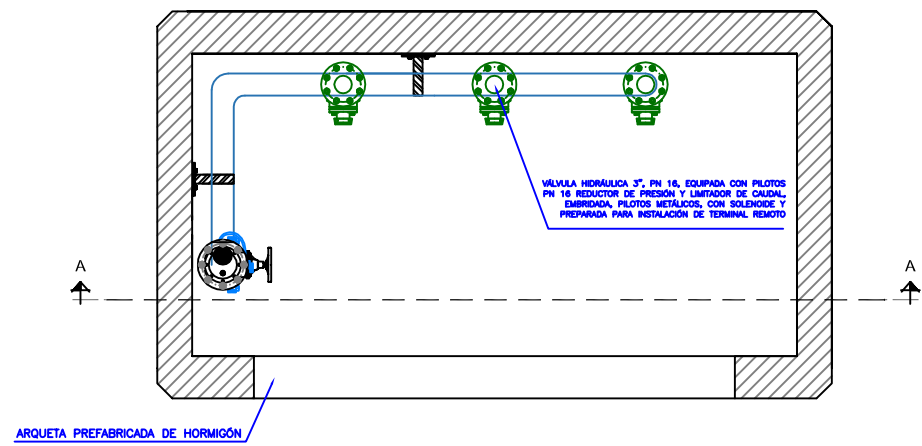 VÁLVULA HIDRÁULICA 3", PN 16, EQUIPADA CON PILOTOS
PN 16 REDUCTOR DE PRESIÓN Y LIMITADOR DE CAUDAL,
EMBRIDADA, PILOTOS METÁLICOS, CON SOLENOIDE Y
PREPARADA PARA INSTALACIÓN DE TERMINAL REMOTO
A
A
ARQUETA PREFABRICADA DE HORMIGÓN